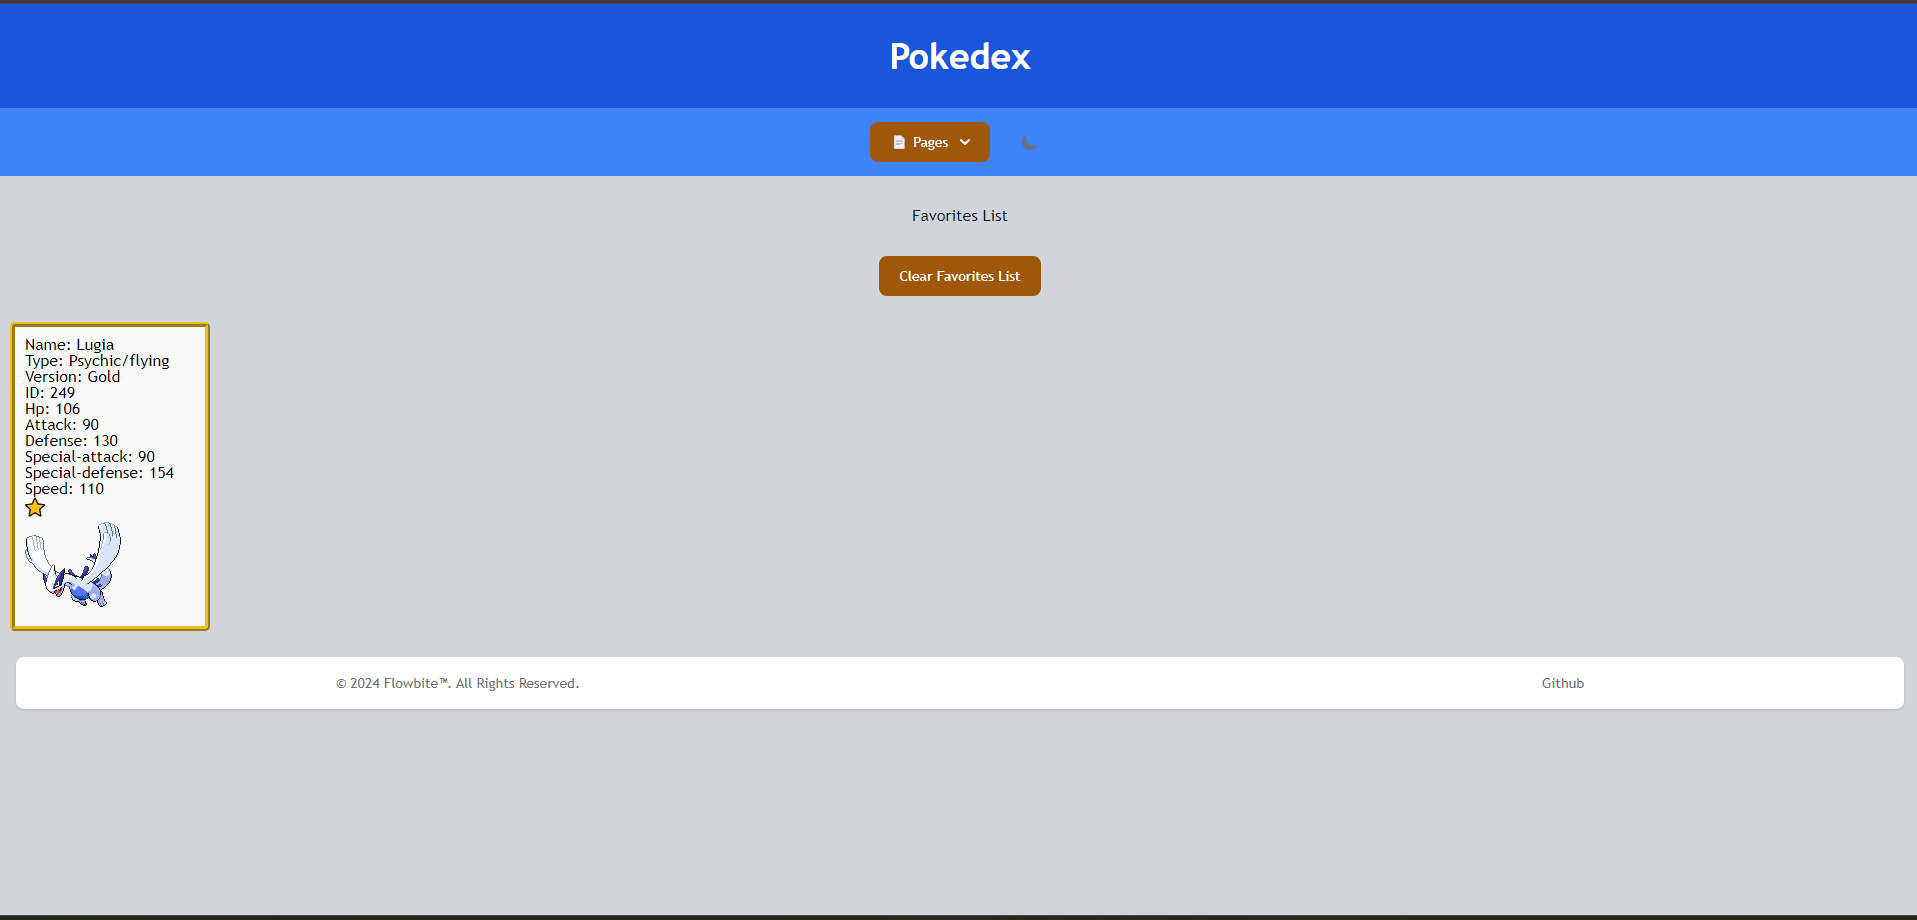 Pokedex
Pages
Favorites List
Clear Favorites List
Name: Lugia
Type: Psychic/flying
Version: Gold
ID: 249
Hp: 106
Attack: 90
Defense: 130
Special-attack: 90
Special-defense: 154
Speed: 110
© 2024 Flowbite™. All Rights Reserved.
Github